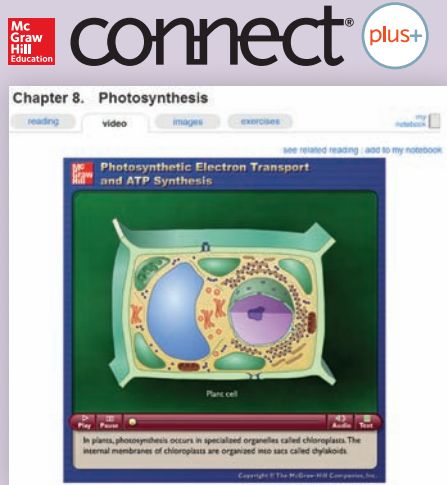 Mc
Graw
Hill
Education
connect®
plus+
Chapter 8. Photosynthesis
reading video images exercises
my
notebook
see related reading | add to my notebook
Mc
Graw
Hill
Photosynthetic Electron Transport
and ATP Synthesis
Plant cell
Play Pause Audio Text
In plants, photosynthesis occurs in specialized organelles called chloroplasts. The
internal membranes of chloroplasts are organized into sacs called thylakoids.
Copyright © The McGraw-Hill Companies, Inc.